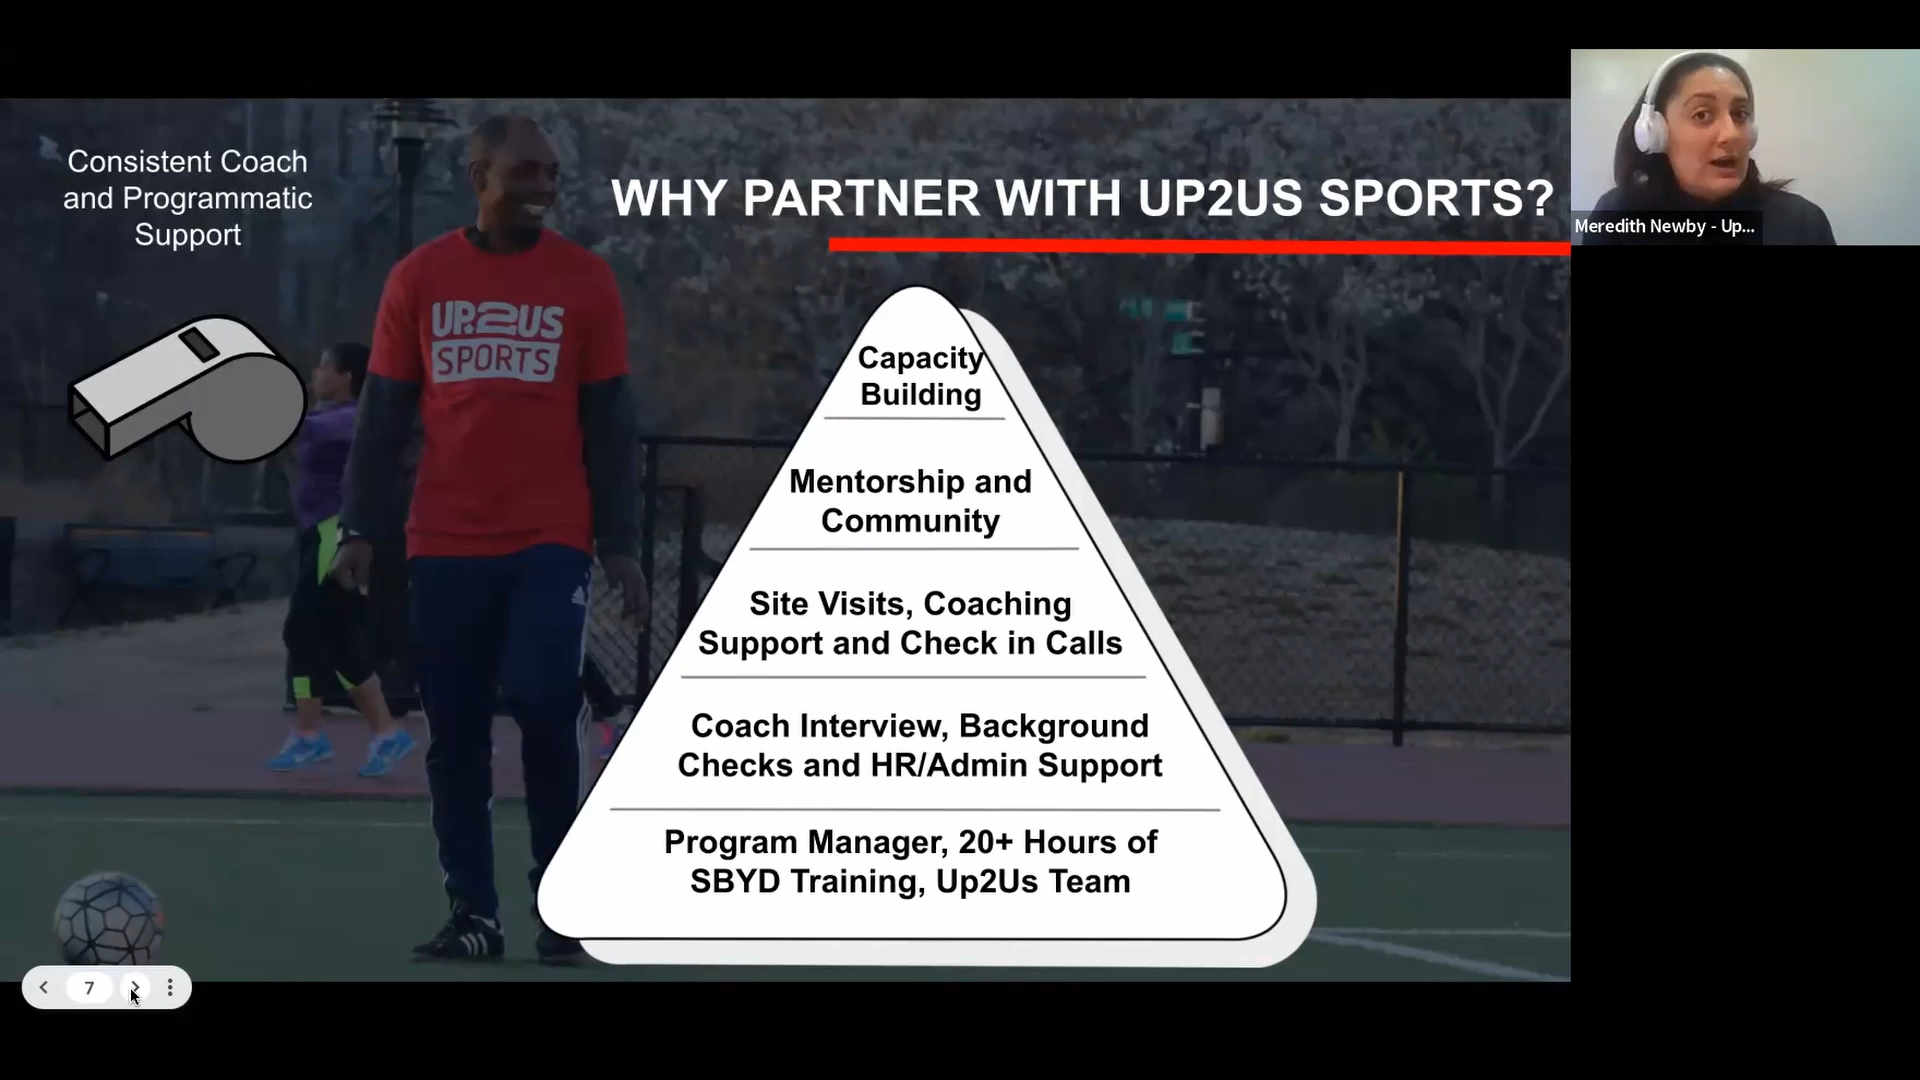 Consistent Coach
and Programmatic
Support
WHY PARTNER WITH UP2US SPORTS?
Meredith Newby - Up...
UP2US
SPORTS
Capacity
Building
Mentorship and
Community
Site Visits, Coaching
Support and Check in Calls
Coach Interview, Background
Checks and HR/Admin Support
Program Manager, 20+ Hours of
SBYD Training, Up2Us Team
7